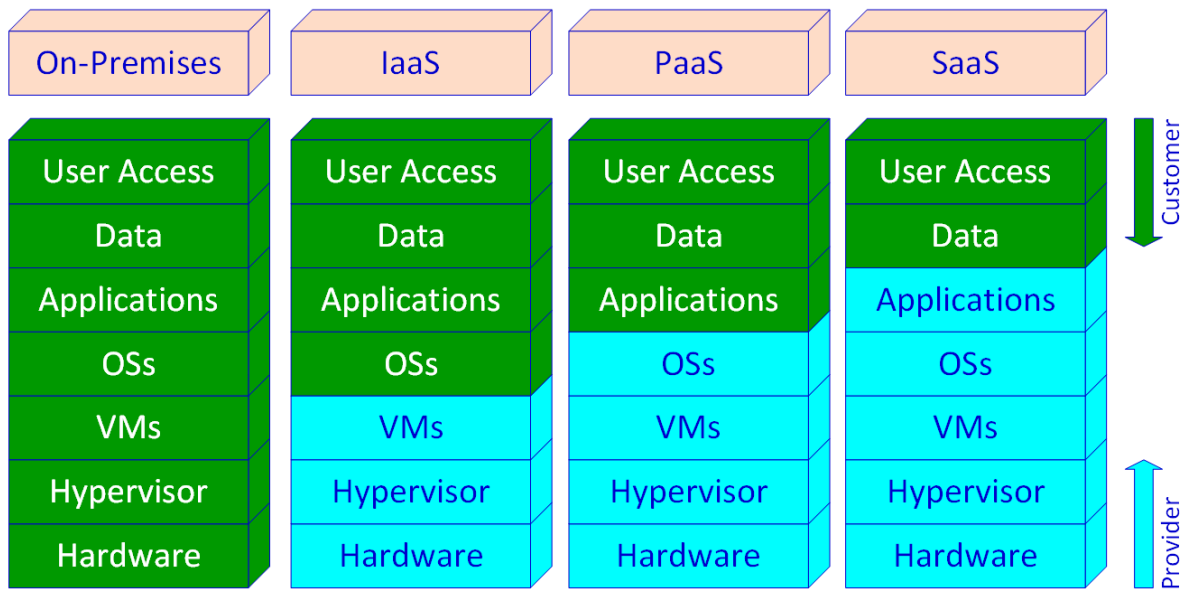 On-Premises IaaS PaaS SaaS
User Access User Access User Access User Access
Data Data Data Data
Applications Applications Applications Applications
OSs OSs OSs OSs
VMs VMs VMs VMs
Hypervisor Hypervisor Hypervisor Hypervisor
Hardware Hardware Hardware Hardware
Customer
Provider